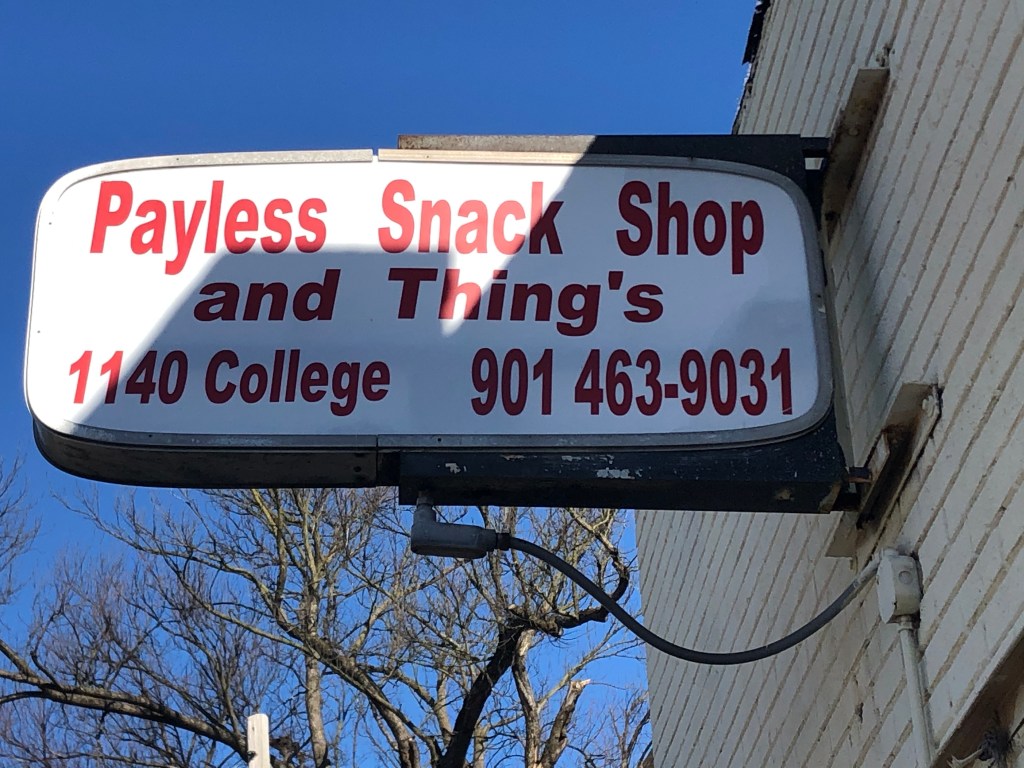 Payless Snack Shop
and Thing's
1140 College 901 463-9031